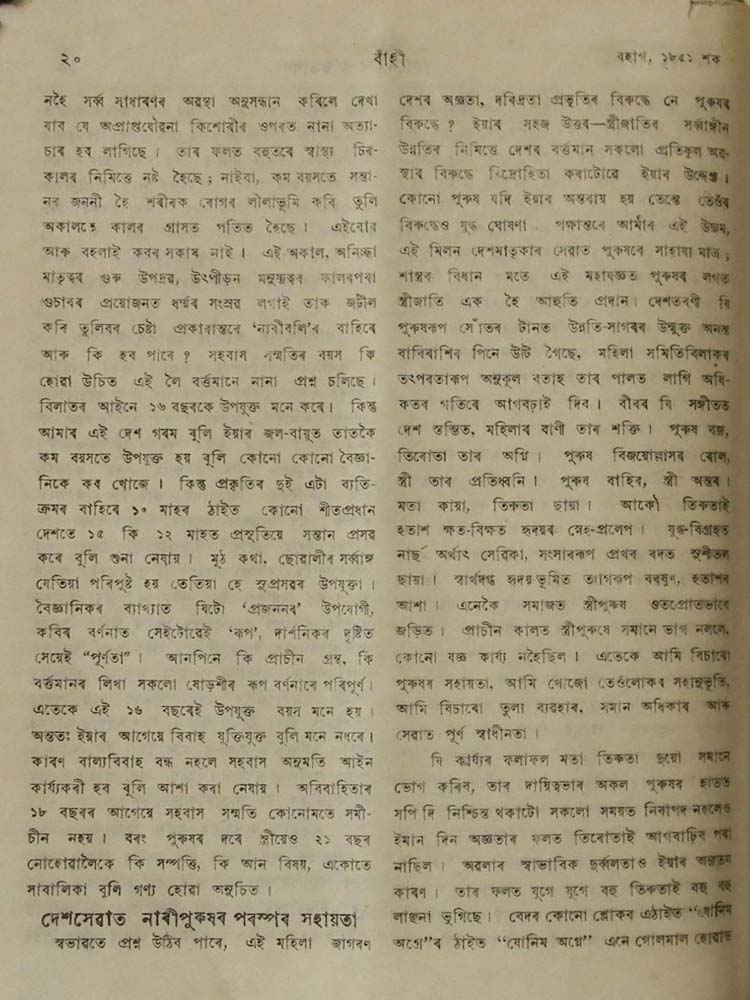 ২০
বাঁহী
বহাগ, ১৮৫১ শক
নহৈ সৰ্ব্ব সাধাৰণৰ অৱস্থা অনুসন্ধান কৰিলে দেখা
যাব যে অপ্ৰাপ্তযৌৱনা কিশোৰীৰ ওপৰত নানা অত্যা-
চাৰ হব লাগিছে । তাৰ ফলত বহুতৰে স্বাস্থ্য চিৰ-
কালৰ নিমিত্তে নষ্ট হৈছে ; নাইবা, কম বয়সতে সন্তা-
নৰ জননী হৈ শৰীৰক ৰোগৰ লীলাভূমি কৰি তুলি
অকালতে কালৰ গ্ৰাসত পতিত হৈছে । এইবোৰ
আৰু বহলাই কবৰ সকাম নাই । এই অকাল, অনিচ্ছা
মাতৃত্বৰ গুৰু উপদ্ৰৱ, উৎপীড়ন মনুষ্যত্বৰ ফালৰপৰা
গুচাবৰ প্ৰয়োজনত ধৰ্ম্মৰ সংস্ৰৱ লগাই তাক জটীল
কৰি তুলিবৰ চেষ্টা প্ৰকাৰান্তৰে ‘নাৰীবলি’ৰ বাহিৰে
আৰু কি হব পাৰে ? সহবাস সন্মতিৰ বয়স কি
হোৱা উচিত এই লৈ বৰ্ত্তমানে নানা প্ৰশ্ন চলিছে ।
বিলাতৰ আইনে ১৬ বছৰকে উপযুক্ত মনে কৰে । কিন্তু
আমাৰ এই দেশ গৰম বুলি ইয়াৰ জল-বায়ুত তাতকৈ
কম বয়সতে উপযুক্ত হয় বুলি কোনো কোনো বৈজ্ঞা-
নিকে কব খোজে । কিন্তু প্ৰকৃতিৰ দুই এটা ব্যতি-
ক্ৰমৰ বাহিৰে ১০ মাহৰ ঠাইত কোনো শীতপ্ৰধান
দেশতে ১৫ কি ১২ মাহত প্ৰসূতিয়ে সন্তান প্ৰসৱ
কৰে বুলি শুনা নেযায় । মুঠ কথা, ছোৱালীৰ সৰ্ব্বাঙ্গ
যেতিয়া পৰিপুষ্ট হয় তেতিয়া হে সুপ্ৰসৱৰ উপযুক্তা ।
বৈজ্ঞানিকৰ ব্যাখ্যাত যিটো ‘প্ৰজননৰ’ উপযোগী,
কবিৰ বৰ্ণনাত সেইটোৱেই ‘ৰূপ’, দাৰ্শনিকৰ দৃষ্টিত
সেয়েই “পূৰ্ণতা” । আনপিনে কি প্ৰাচীন গ্ৰন্থ, কি
বৰ্ত্তমানৰ লিখা সকলো ষোড়শীৰ ৰূপ বৰ্ণনাৰে পৰিপূৰ্ণ ।
এতেকে এই ১৬ বছৰেই উপযুক্ত বয়স মনে হয় ।
অন্ততঃ ইয়াৰ আগেয়ে বিবাহ যুক্তিযুক্ত বুলি মনে নধৰে ।
কাৰণ বাল্যবিবাহ বন্ধ নহলে সহবাস অনুমতি আইন
কাৰ্য্যকৰী হব বুলি আশা কৰা নেযায় । অবিবাহিতাৰ
১৮ বছৰৰ আগেয়ে সহবাস সন্মতি কোনোমতে সমী-
চীন নহয় । বৰং পুৰুষৰ দৰে স্ত্ৰীয়েও ২১ বছৰ
নোহোৱালৈকে কি সম্পত্তি, কি আন বিষয়, একোতে
সাবালিকা বুলি গণ্য হোৱা অনুচিত ।
দেশসেৱাত নাৰীপুৰুষৰ পৰস্পৰ সহায়তা
স্বভাৱতে প্ৰশ্ন উঠিব পাৰে, এই মহিলা জাগৰণ
দেশৰ অজ্ঞতা, দৰিদ্ৰতা প্ৰভৃতিৰ বিৰুদ্ধে নে পুৰুষৰ
বিৰুদ্ধে ? ইয়াৰ সহজ উত্তৰ—স্ত্ৰীজাতিৰ সৰ্ব্বাঙ্গীন
উন্নতিৰ নিমিত্তে দেশৰ বৰ্ত্তমান সকলো প্ৰতিকূল অৱ-
স্থাৰ বিৰুদ্ধে বিদ্ৰোহিতা কৰাটোৱে ইয়াৰ উদ্দেশ্য ।
কোনো পুৰুষ যদি ইয়াৰ অন্তৰায় হয় তেন্তে তেওঁৰ
বিৰুদ্ধেও যুদ্ধ ঘোষণা । পক্ষান্তৰে আমাৰ এই উদ্যম,
এই মিলন দেশমাতৃকাৰ সেৱাত পুৰুষৰে সাহায্য মাত্ৰ ;
শাস্ত্ৰৰ বিধান মতে এই মহাযজ্ঞত পুৰুষৰ লগত
স্ত্ৰীজাতি এক হৈ আহুতি প্ৰদান । দেশতৰণী যি
পুৰুষৰূপ সোঁতৰ টানত উন্নতি-সাগৰৰ উন্মুক্ত অনন্ত
বাৰিৰাশিৰ পিনে উটি গৈছে, মহিলা সমিতিবিলাকৰ
তৎপৰতাৰূপ অনুকূল বতাহ তাৰ পালত লাগি অধি-
কতৰ গতিৰে আগবঢ়াই দিব । বীৰৰ যি সঙ্গীতত
দেশ স্তম্ভিত, মহিলাৰ বাণী তাৰ শক্তি । পুৰুষ বজ্ৰ,
তিৰোতা তাৰ অগ্নি । পুৰুষ বিজয়োল্লাসৰ ৰোল,
স্ত্ৰী তাৰ প্ৰতিধ্বনি । পুৰুষ বাহিৰ, স্ত্ৰী অন্তৰ ।
মতা কায়া, তিৰুতা ছায়া । আকৌ তিৰুতাই
হতাশ ক্ষত-বিক্ষত হৃদয়ৰ স্নেহ-প্ৰলেপ । যুদ্ধ-বিগ্ৰহত
নাৰ্ছ অৰ্থাৎ সেৱিকা, সংসাৰৰূপ প্ৰখৰ ৰদত সুশীতল
ছায়া । স্বাৰ্থদগ্ধ হৃদয়-ভূমিত ত্যাগৰূপ বৰষুণ, হতাশৰ
আশা । এনেকৈ সমাজত স্ত্ৰীপুৰুষ ওতপ্ৰোতভাৱে
জড়িত । প্ৰাচীন কালত স্ত্ৰীপুৰুষে সমানে ভাগ নললে,
কোনো যজ্ঞ কাৰ্য্য নহৈছিল । এতেকে আমি বিচাৰো
পুৰুষৰ সহায়তা, আমি খোজো তেওঁলোকৰ সহানুভূতি,
আমি বিচাৰো তুল্য ব্যৱহাৰ, সমান অধিকাৰ আৰু
সেৱাত পূৰ্ণ স্বাধীনতা ।
যি কাৰ্য্যৰ ফলাফল মতা তিৰুতা দুয়ো সমানে
ভোগ কৰিব, তাৰ দায়িত্বভাৰ অকল পুৰুষৰ হাতত
সপি দি নিশ্চিন্ত থকাটো সকলো সময়ত নিৰাপদ নহলেও
ইমান দিন অজ্ঞতাৰ ফলত তিৰোতাই আগবাঢ়িব পৰা
নাছিল । অৱলাৰ স্বাভাৱিক দুৰ্ব্বলতাও ইয়াৰ অন্যতম
কাৰণ । তাৰ ফলত যুগে যুগে বহু তিৰুতাই বহু বহু
লাঞ্ছনা ভুগিছে । বেদৰ কোনো শ্লোকৰ এঠাইত “যোনিম
অগ্ৰে”ৰ ঠাইত “যোনিম অগ্নে” এনে গোলমাল হোৱাত